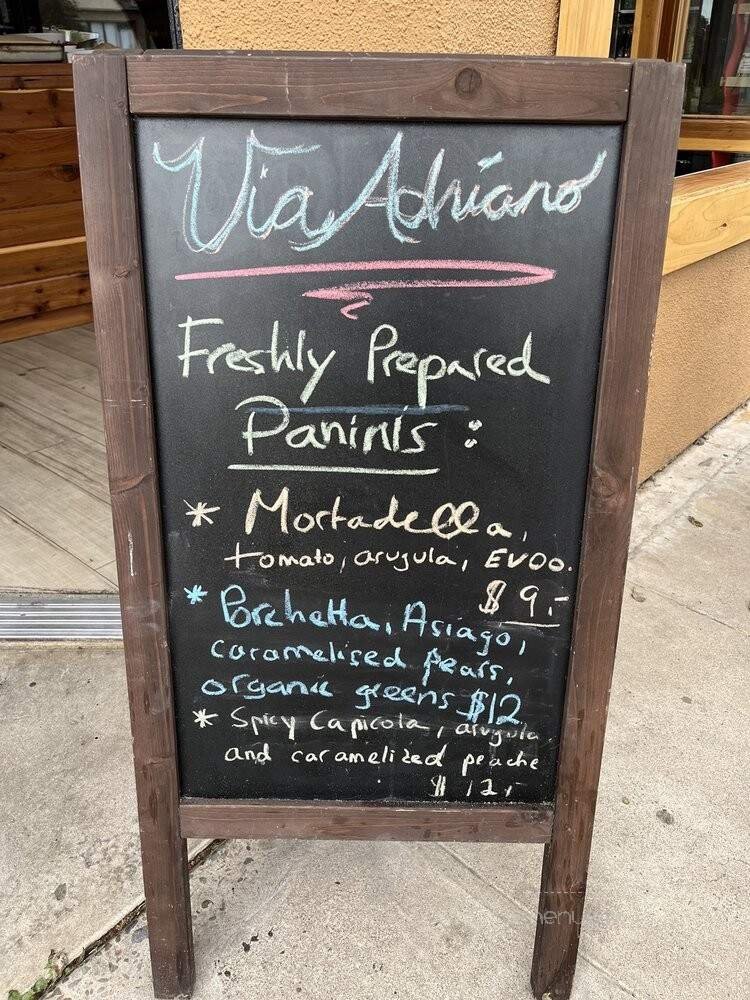 Via Adriano
Freshly Prepared
Paninis :
* Mortadella,
tomato, arugula, EVOO.
$ 9,-
* Porchetta, Asiago,
caramelised pears,
organic greens $12
* Spicy Capicola, arugula
and caramelized peache
$ 12,-